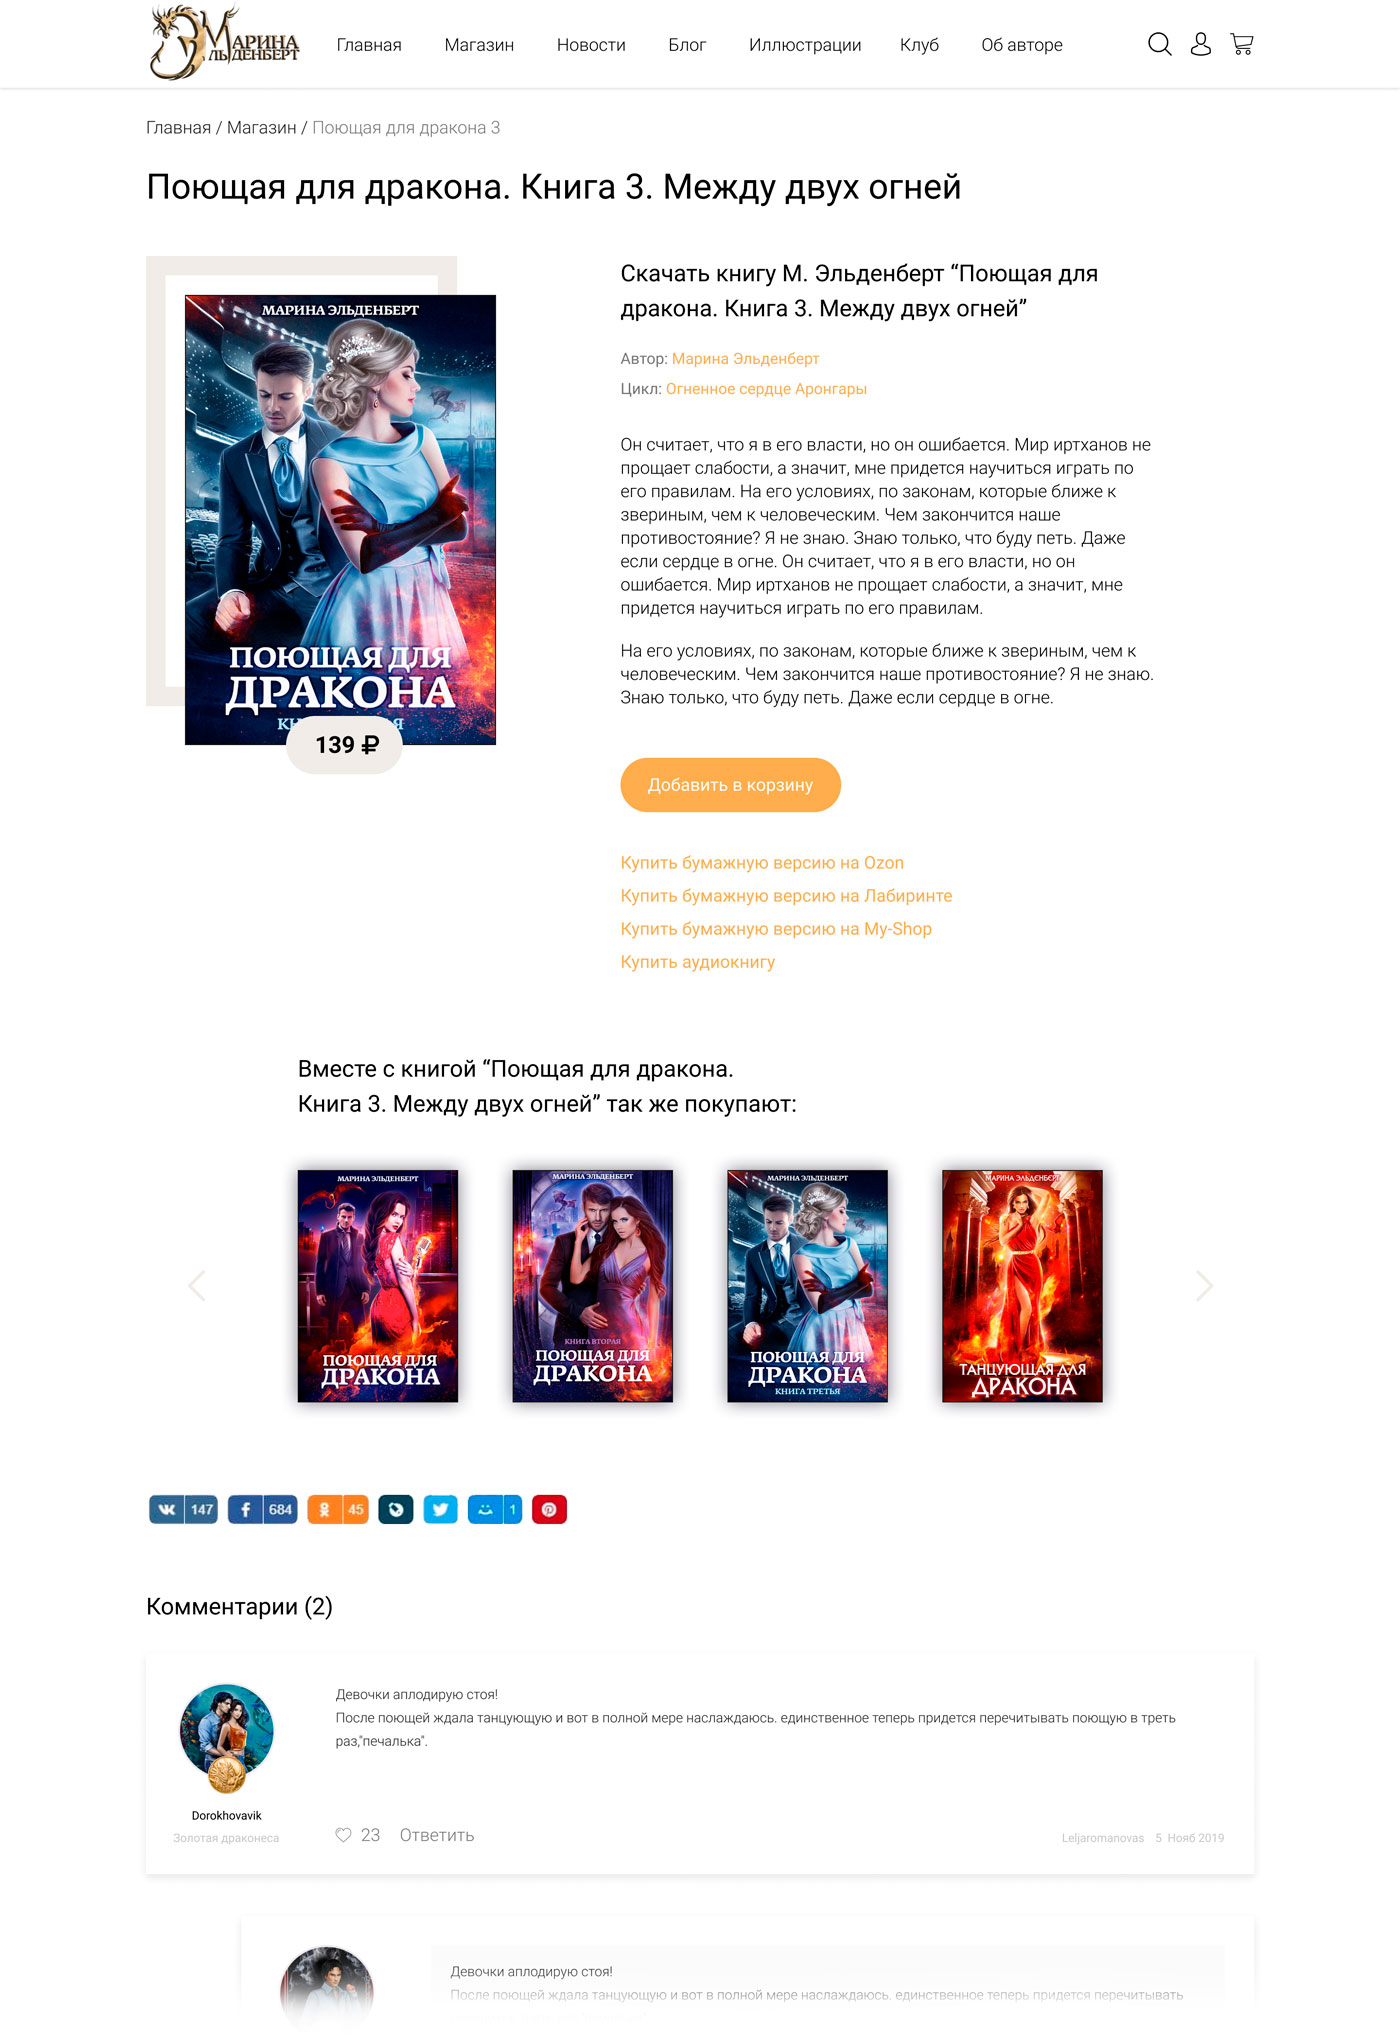 МАРИНА
ЭЛЬДЕНБЕРТ
Главная Магазин Новости Блог Иллюстрации Клуб Об авторе
Главная / Магазин / Поющая для дракона 3
Поющая для дракона. Книга 3. Между двух огней
МАРИНА ЭЛЬДЕНБЕРТ
ПОЮЩАЯ ДЛЯ
ДРАКОНА
139 ₽
Скачать книгу М. Эльденберт “Поющая для
дракона. Книга 3. Между двух огней”
Автор: Марина Эльденберт
Цикл: Огненное сердце Аронгары
Он считает, что я в его власти, но он ошибается. Мир иртханов не
прощает слабости, а значит, мне придется научиться играть по
его правилам. На его условиях, по законам, которые ближе к
звериным, чем к человеческим. Чем закончится наше
противостояние? Я не знаю. Знаю только, что буду петь. Даже
если сердце в огне. Он считает, что я в его власти, но он
ошибается. Мир иртханов не прощает слабости, а значит, мне
придется научиться играть по его правилам.
На его условиях, по законам, которые ближе к звериным, чем к
человеческим. Чем закончится наше противостояние? Я не знаю.
Знаю только, что буду петь. Даже если сердце в огне.
Добавить в корзину
Купить бумажную версию на Ozon
Купить бумажную версию на Лабиринте
Купить бумажную версию на My-Shop
Купить аудиокнигу
Вместе с книгой “Поющая для дракона.
Книга 3. Между двух огней” так же покупают:
МАРИНА ЭЛЬДЕНБЕРТ
ПОЮЩАЯ ДЛЯ
ДРАКОНА
МАРИНА ЭЛЬДЕНБЕРТ
КНИГА ВТОРАЯ
ПОЮЩАЯ ДЛЯ
ДРАКОНА
МАРИНА ЭЛЬДЕНБЕРТ
ПОЮЩАЯ ДЛЯ
ДРАКОНА
КНИГА ТРЕТЬЯ
МАРИНА ЭЛЬДЕНБЕРТ
ТАНЦУЮЩАЯ ДЛЯ
ДРАКОНА
147 684 45 1
Комментарии (2)
Девочки аплодирую стоя!
После поющей ждала танцующую и вот в полной мере наслаждаюсь. единственное теперь придется перечитывать поющую в треть
раз,"печалька".
Dorokhovavik
Золотая драконеса
23 Ответить
Leljaromanovas 5 Нояб 2019
Девочки аплодирую стоя!
После поющей ждала танцующую и вот в полной мере наслаждаюсь. единственное теперь придется перечитывать